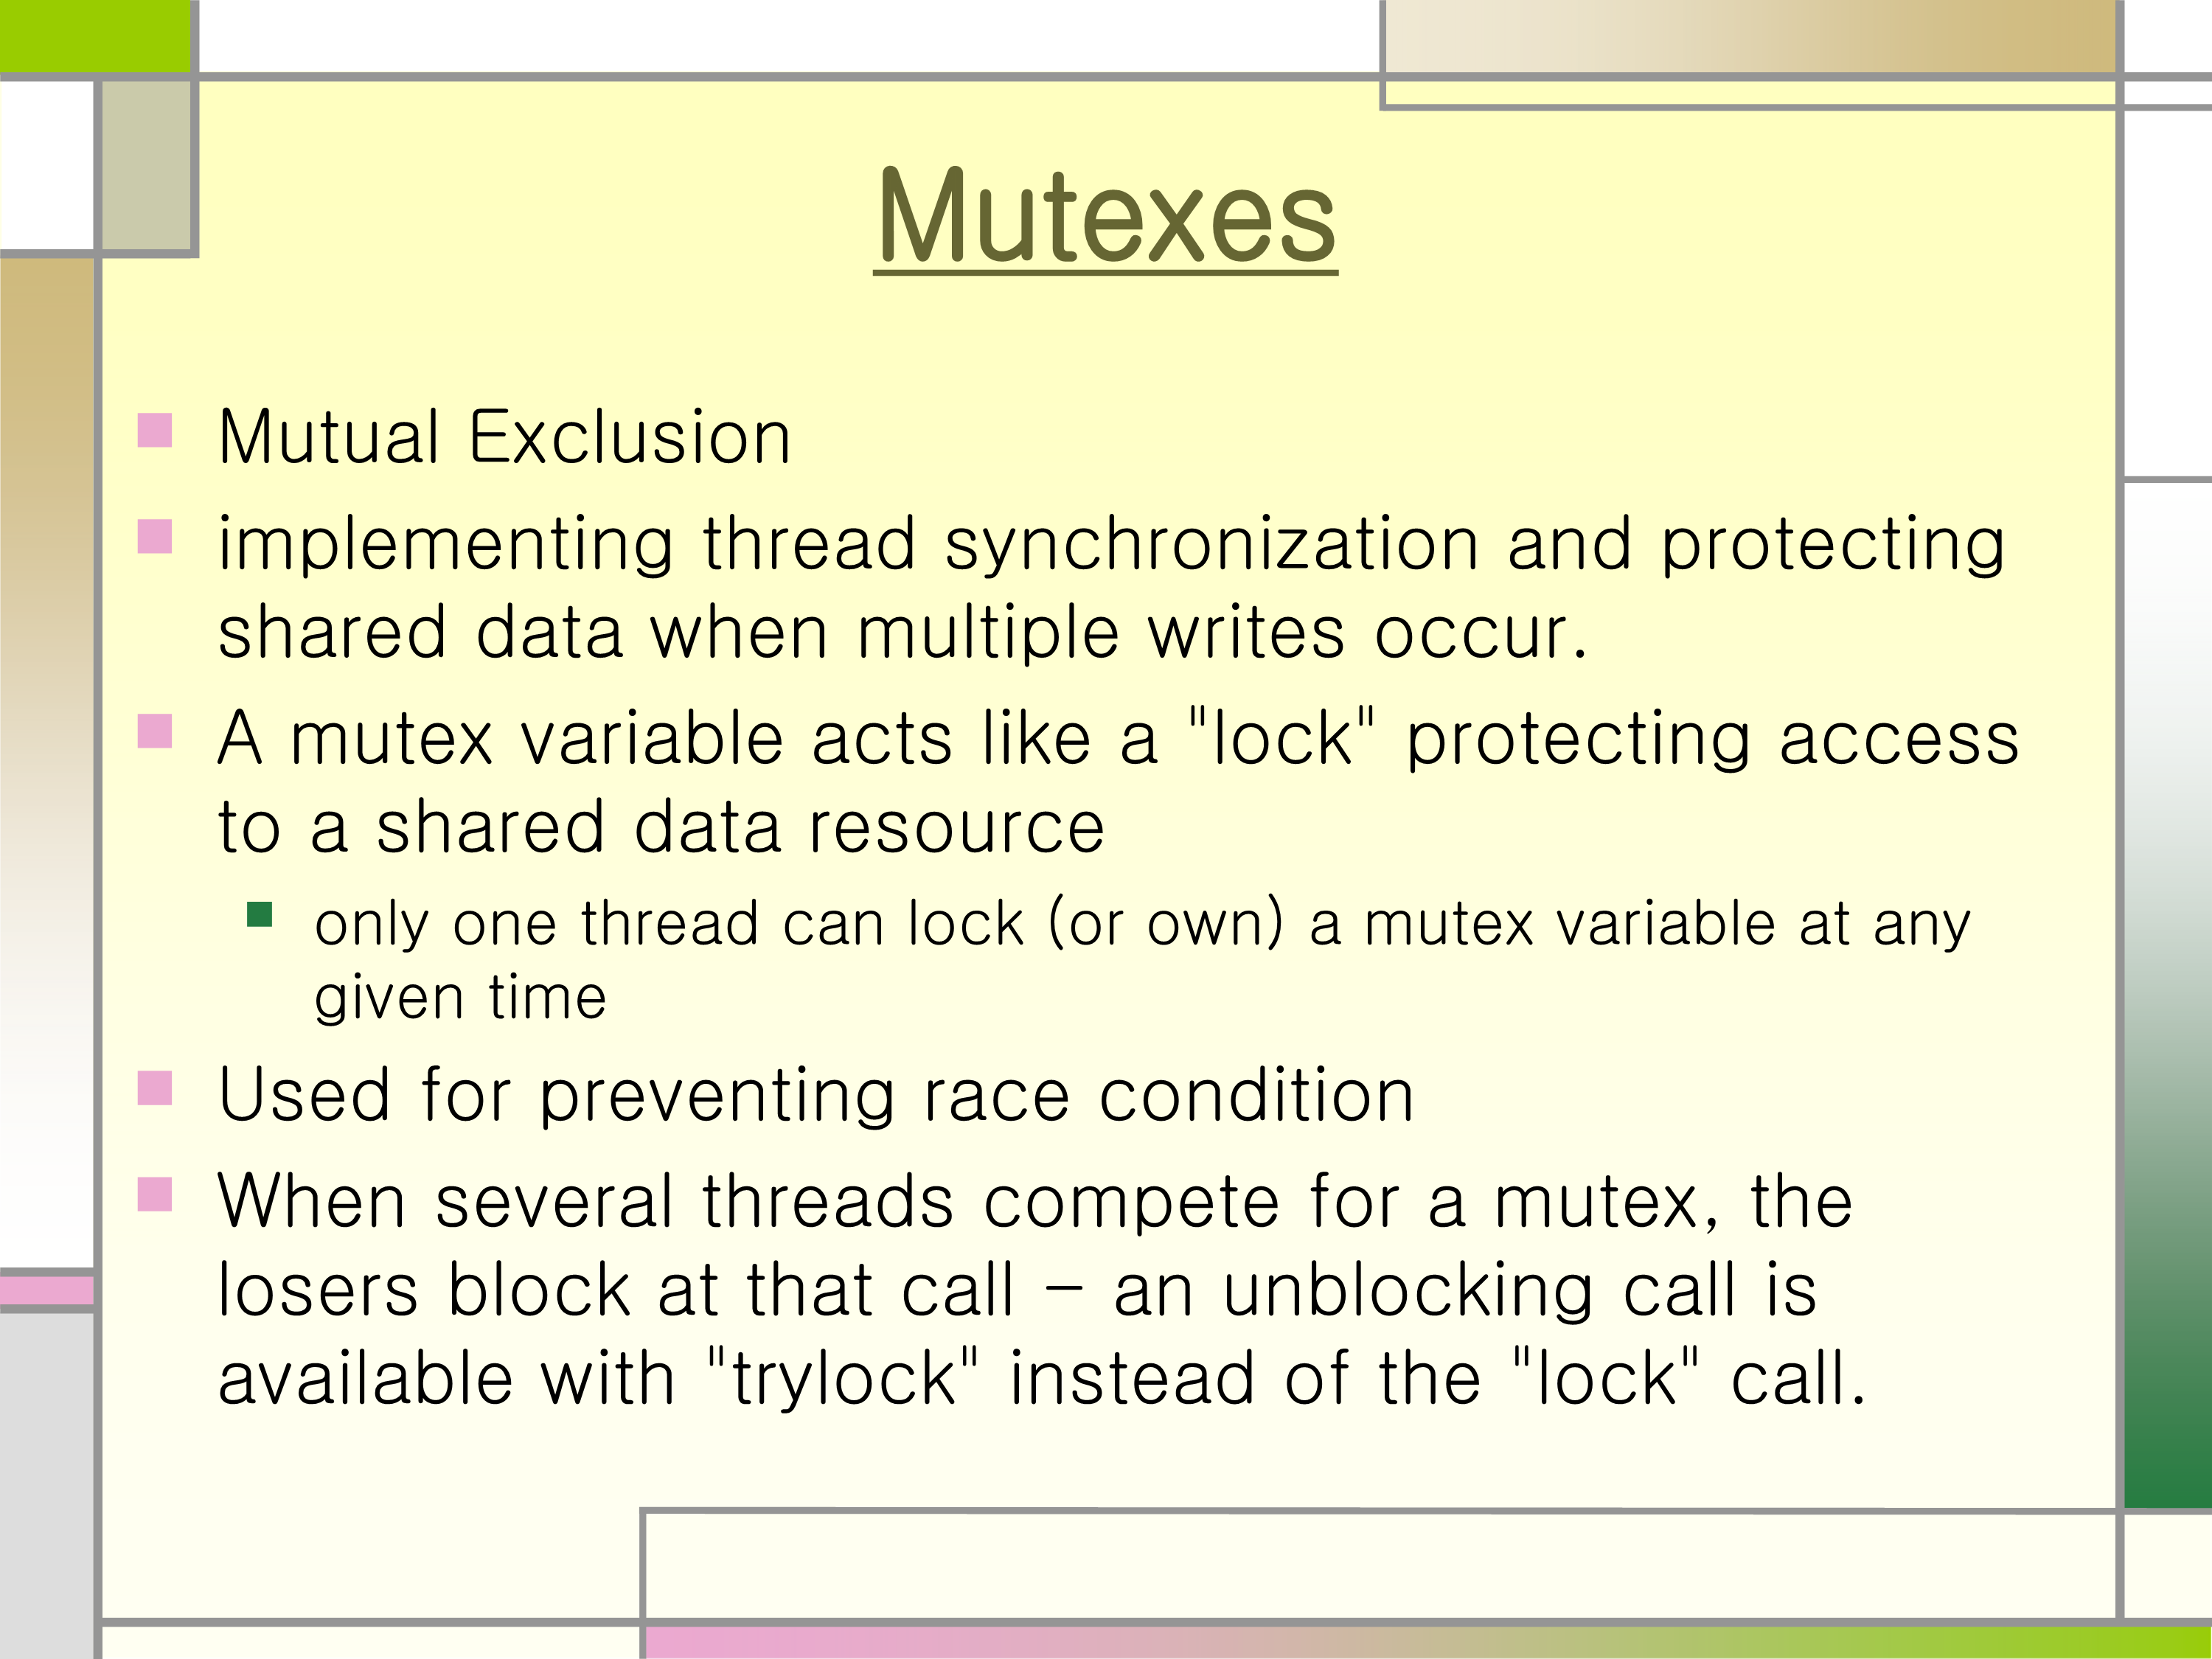 Mutexes
Mutual Exclusion
implementing thread synchronization and protecting
shared data when multiple writes occur.
A mutex variable acts like a "lock" protecting access
to a shared data resource
only one thread can lock (or own) a mutex variable at any
given time
Used for preventing race condition
When several threads compete for a mutex, the
losers block at that call – an unblocking call is
available with "trylock" instead of the "lock" call.